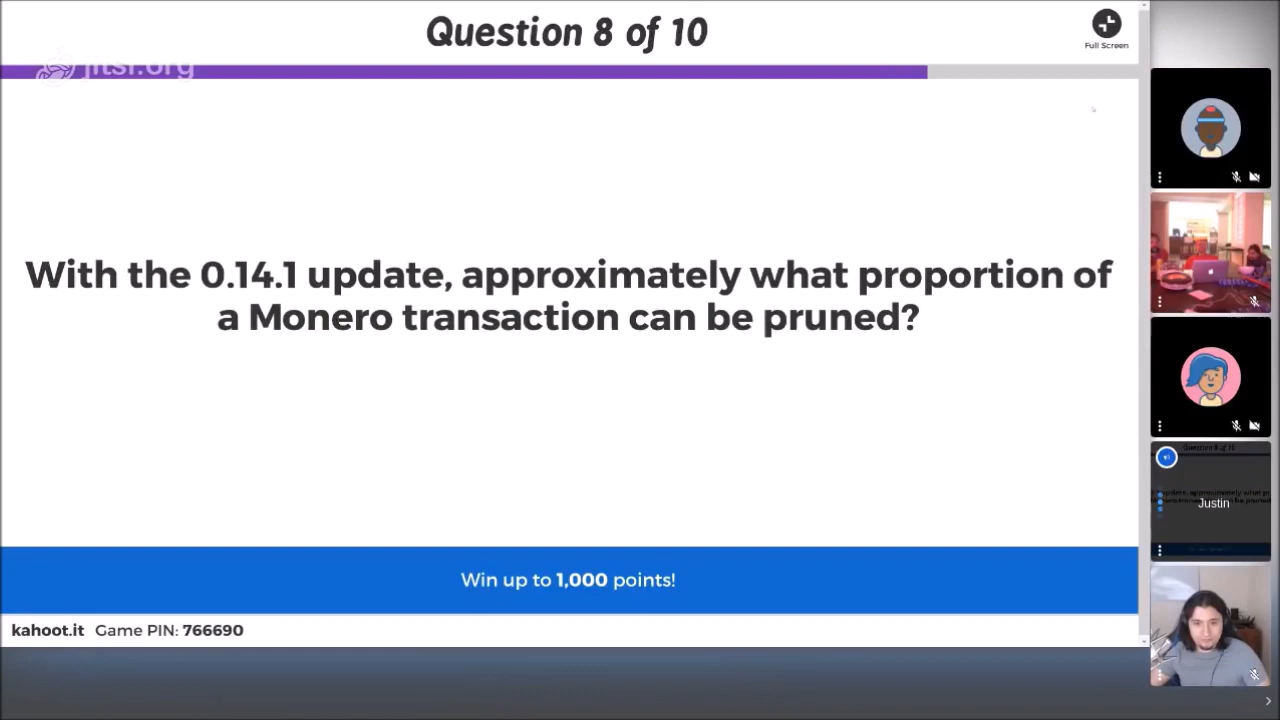 Question 8 of 10
Full Screen
jitsi.org
With the 0.14.1 update, approximately what proportion of
a Monero transaction can be pruned?
Justin
Win up to 1,000 points!
kahoot.it Game PIN: 766690